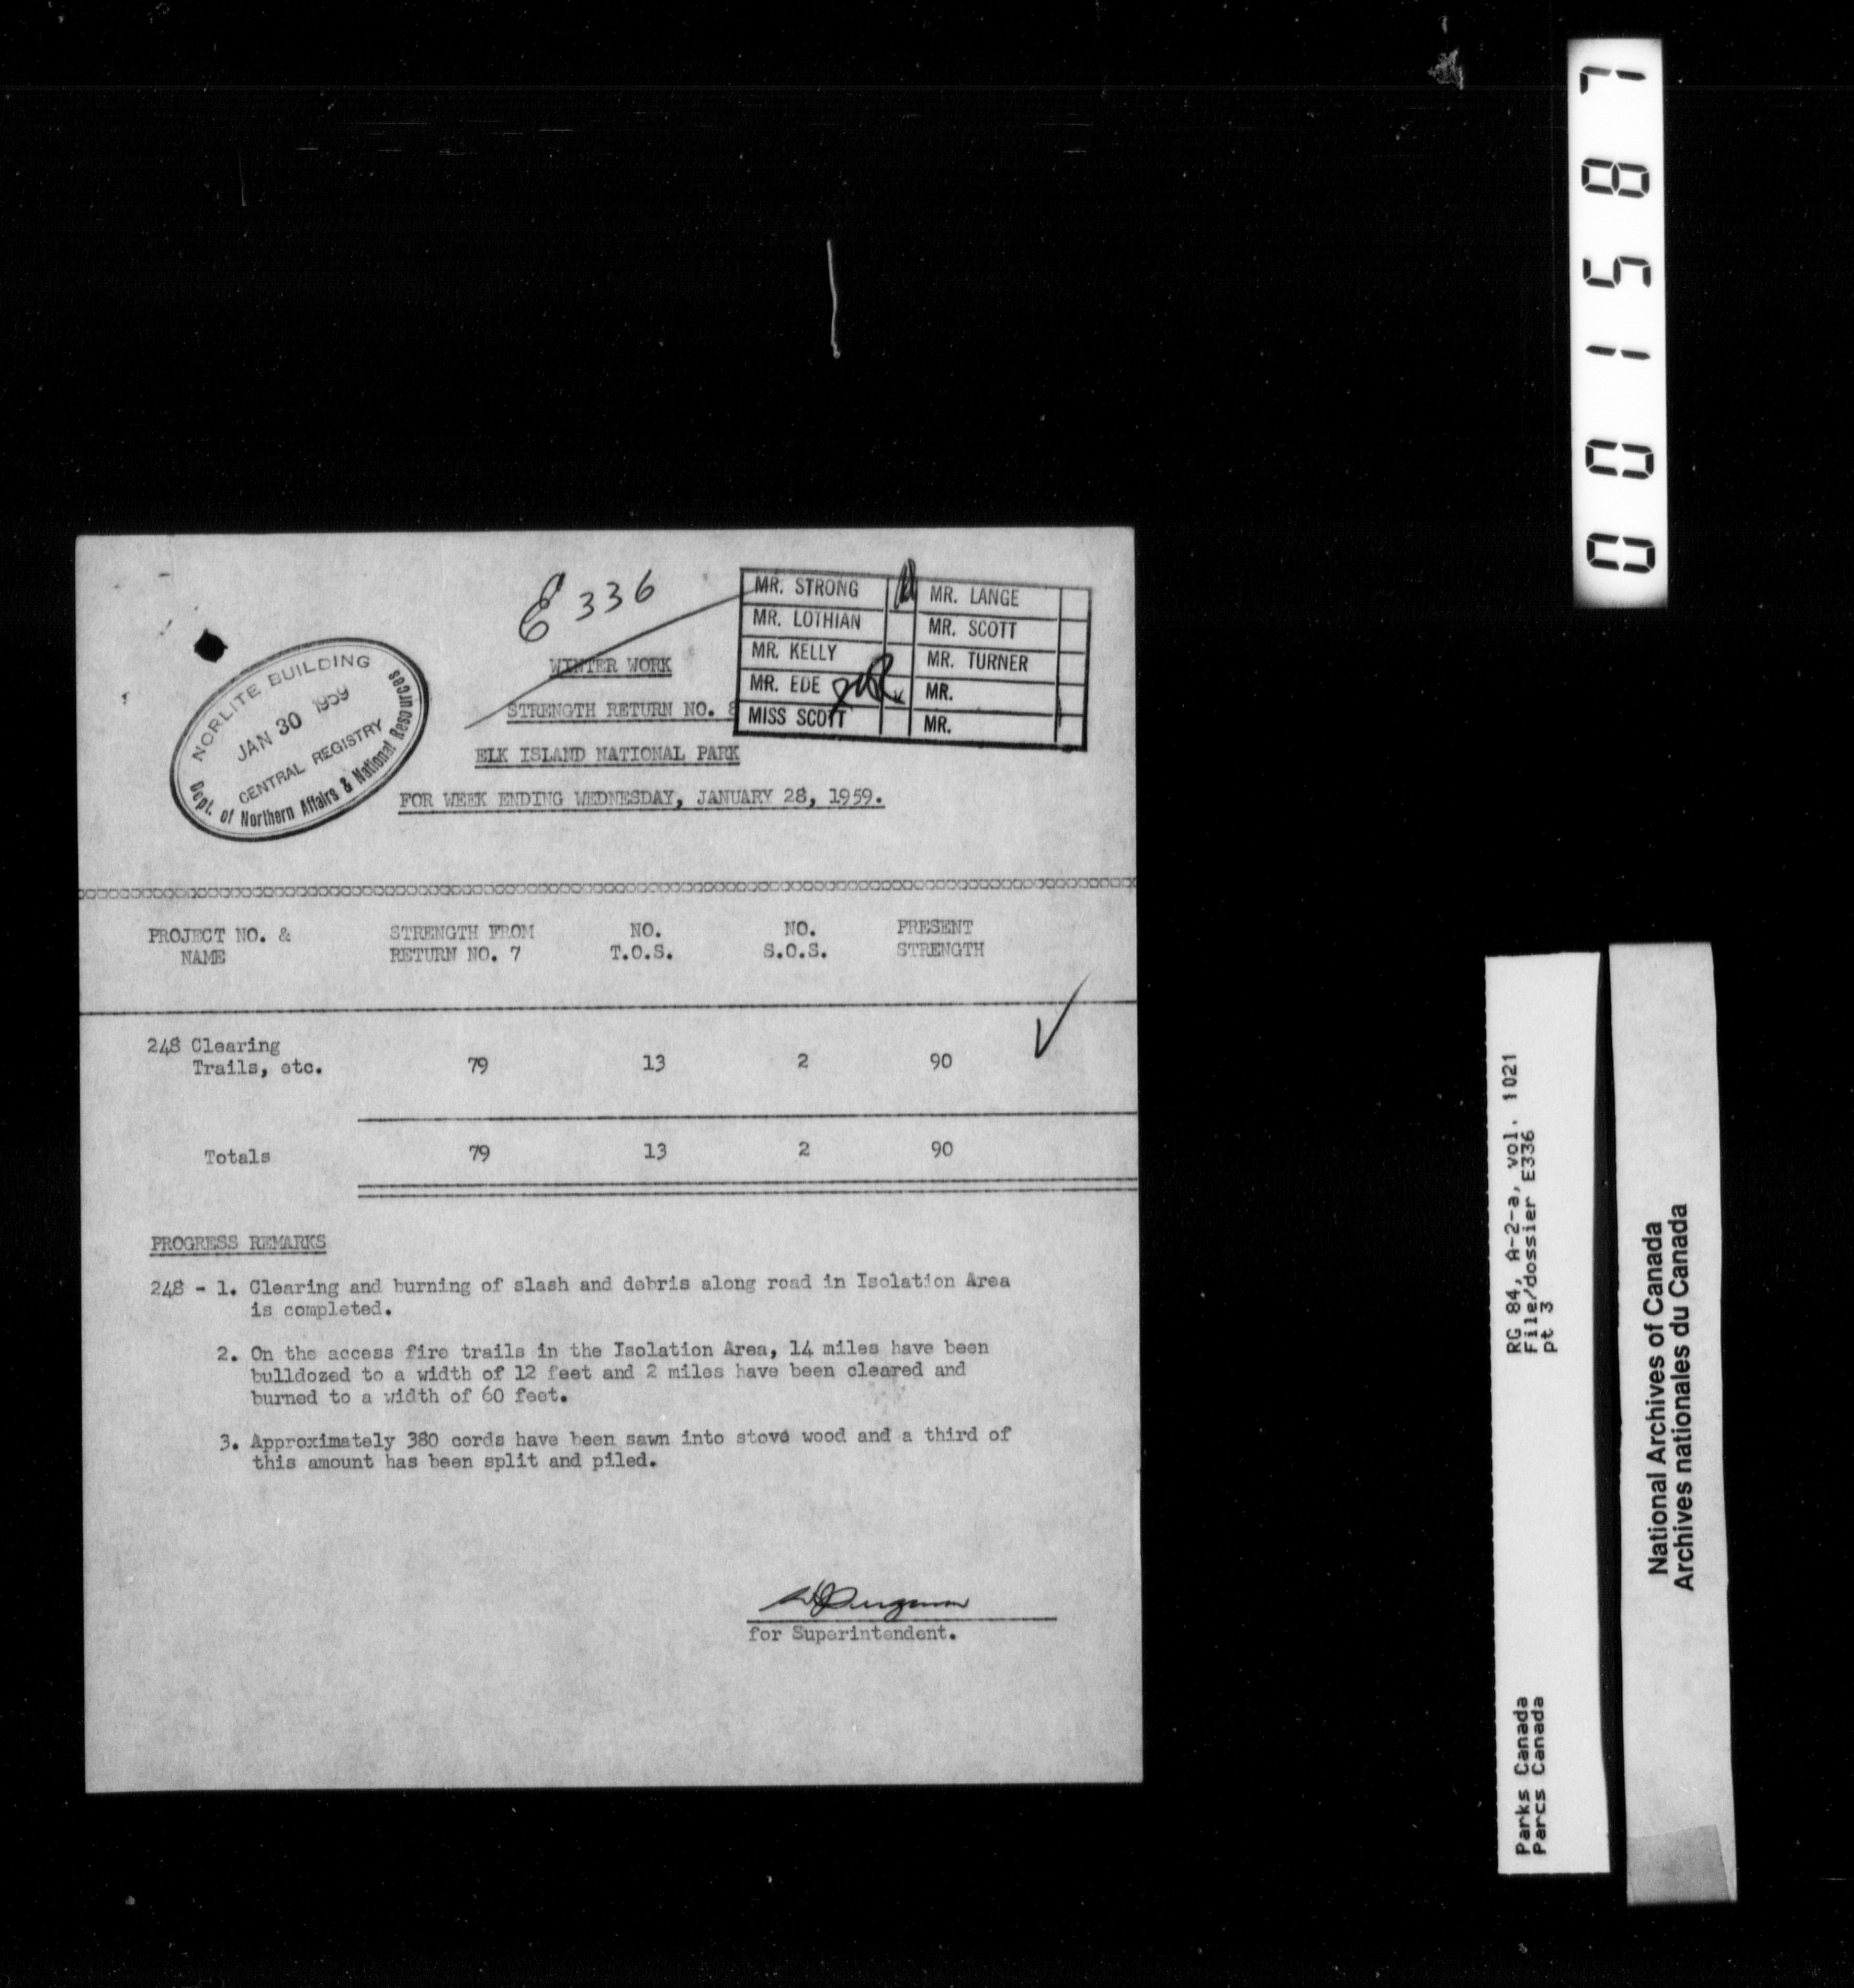 E 336
MR. STRONG MR. LANGE
MR. LOTHIAN MR. SCOTT
MR. KELLY MR. TURNER
MR. EDE MR.
MISS SCOTT MR.
NORLITE BUILDING
JAN 30 1959
CENTRAL REGISTRY
Dept. of Northern Affairs & National Resources
WINTER WORK
STRENGTH RETURN NO. 8
ELK ISLAND NATIONAL PARK
FOR WEEK ENDING WEDNESDAY, JANUARY 28, 1959.
PROJECT NO. & STRENGTH FROM NO. NO. PRESENT
NAME RETURN NO. 7 T.O.S. S.O.S. STRENGTH
248 Clearing
Trails, etc. 79 13 2 90
Totals 79 13 2 90
PROGRESS REMARKS
248 - 1. Clearing and burning of slash and debris along road in Isolation Area
is completed.
2. On the access fire trails in the Isolation Area, 14 miles have been
bulldozed to a width of 12 feet and 2 miles have been cleared and
burned to a width of 60 feet.
3. Approximately 380 cords have been sawn into stove wood and a third of
this amount has been split and piled.
for Superintendent.
001587
RG 84, A-2-a, vol. 1021
File/dossier E336
pt 3
Parks Canada
Parcs Canada
National Archives of Canada
Archives nationales du Canada